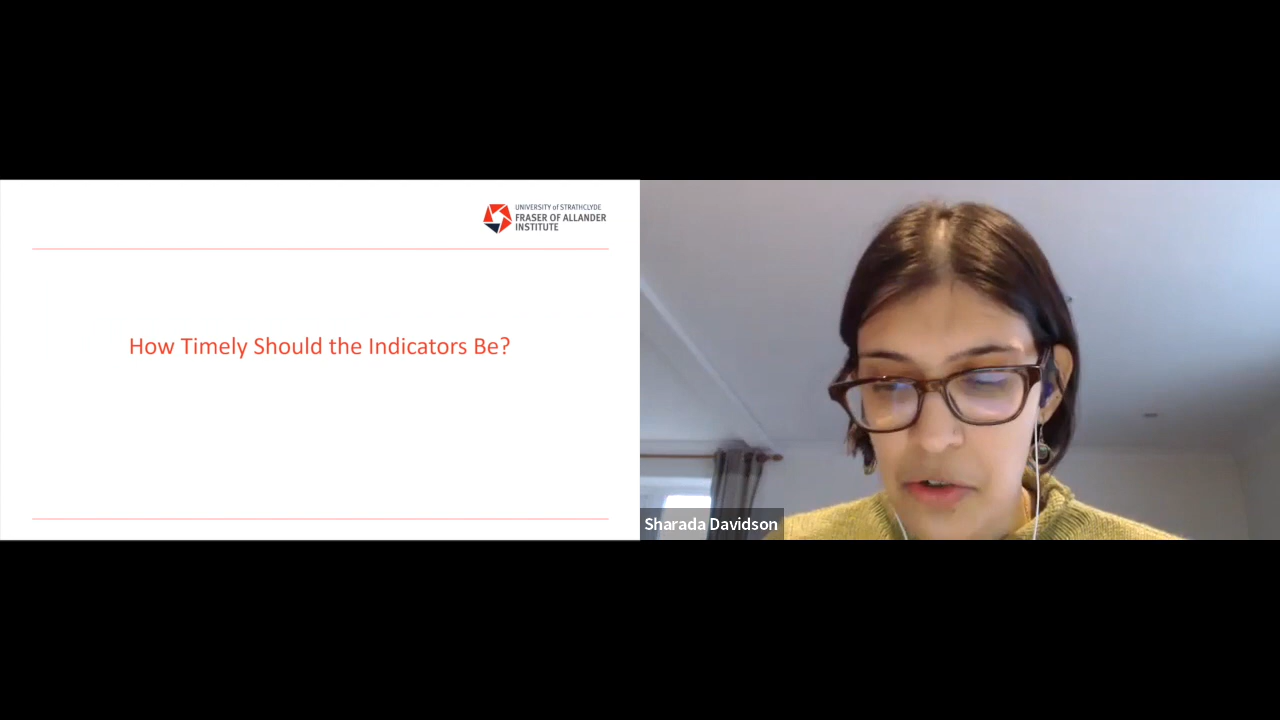 UNIVERSITY of STRATHCLYDE
FRASER OF ALLANDER
INSTITUTE
How Timely Should the Indicators Be?
Sharada Davidson